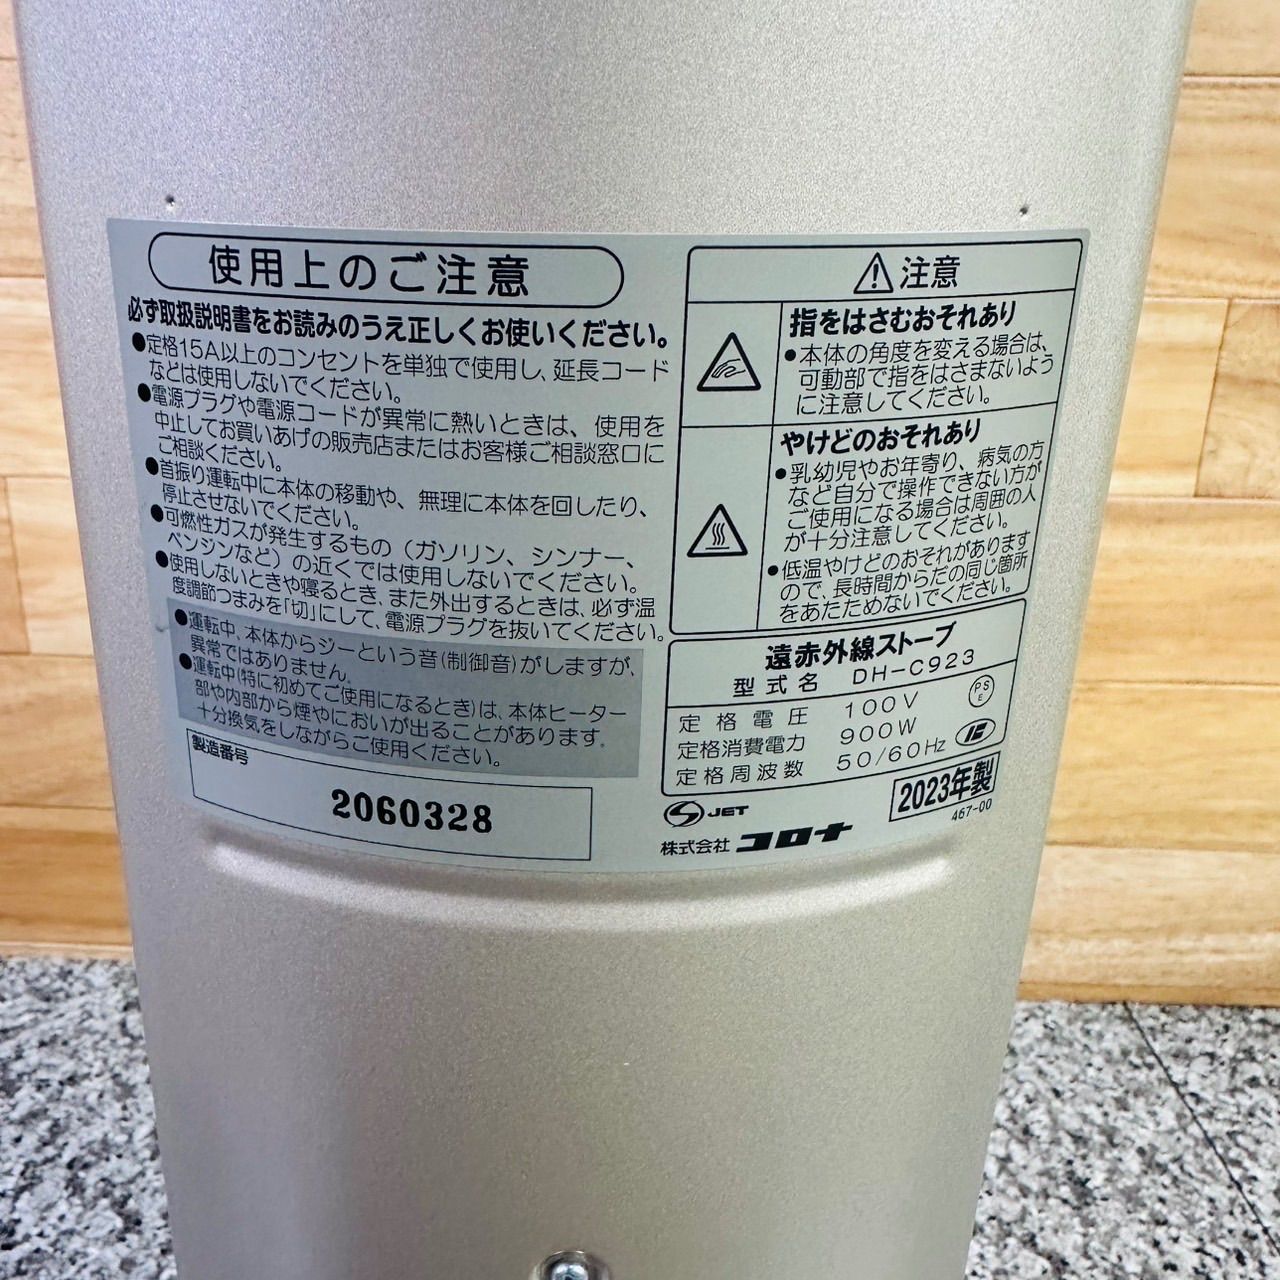 使用上のご注意
必ず取扱説明書をお読みのうえ正しくお使いください。
●定格15A以上のコンセントを単独で使用し、延長コード
などは使用しないでください。
●電源プラグや電源コードが異常に熱いときは、使用を
中止してお買いあげの販売店またはお客様ご相談窓口に
ご相談ください。
●首振り運転中に本体の移動や、無理に本体を回したり、
停止させないでください。
●可燃性ガスが発生するもの（ガソリン、シンナー、
ベンジンなど）の近くでは使用しないでください。
●使用しないときや寝るとき、また外出するときは、必ず温
度調節つまみを「切」にして、電源プラグを抜いてください。
●運転中、本体からジーという音(制御音)がしますが、
異常ではありません。
●運転中(特に初めてご使用になるとき)は、本体ヒーター
部や内部から煙やにおいが出ることがあります。
十分換気をしながらご使用ください。
製造番号
2060328
注意
指をはさむおそれあり
●本体の角度を変える場合は、
可動部で指をはさまないよう
に注意してください。
やけどのおそれあり
●乳幼児やお年寄り、病気の方
など自分で操作できない方が
ご使用になる場合は周囲の人
が十分注意してください。
●低温やけどのおそれがあります
ので、長時間からだの同じ箇所
をあたためないでください。
遠赤外線ストーブ
型式名 DH-C923
定格電圧 100V
定格消費電力 900W
定格周波数 50/60Hz
PS
E
JET
2023年製
467-00
株式会社 コロナ